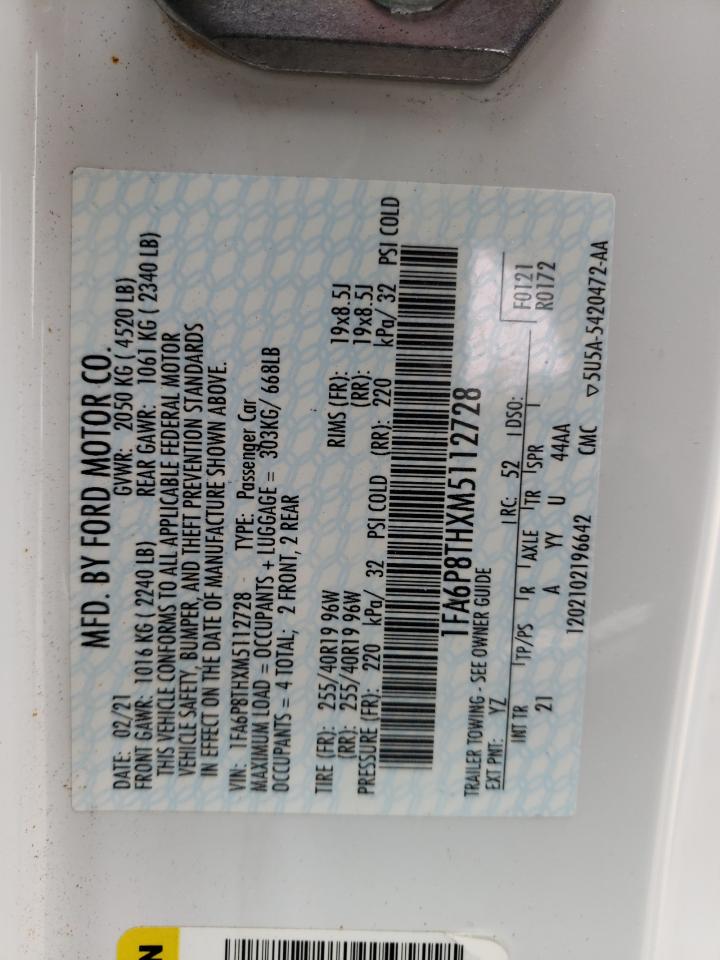 MFD. BY FORD MOTOR CO.
DATE: 02/21 GVWR: 2050 KG ( 4520 LB)
FRONT GAWR: 1016 KG ( 2240 LB) REAR GAWR: 1061 KG ( 2340 LB)
THIS VEHICLE CONFORMS TO ALL APPLICABLE FEDERAL MOTOR
VEHICLE SAFETY, BUMPER, AND THEFT PREVENTION STANDARDS
IN EFFECT ON THE DATE OF MANUFACTURE SHOWN ABOVE.
VIN: 1FA6P8THXM5112728 TYPE: Passenger Car
MAXIMUM LOAD = OCCUPANTS + LUGGAGE = 303KG/ 668LB
OCCUPANTS = 4 TOTAL; 2 FRONT, 2 REAR
TIRE (FR): 255/40R19 96W RIMS (FR): 19x8.5J
(RR): 255/40R19 96W (RR): 19x8.5J
PRESSURE (FR): 220 kPa/ 32 PSI COLD (RR): 220 kPa/ 32 PSI COLD
1FA6P8THXM5112728
TRAILER TOWING - SEE OWNER GUIDE
EXT PNT: YZ RC: 52 DSO: F0121
R0172
INT TR TP/PS R AXLE TR SPR
21 A YY U 44AA
1202102196642 CMC ▽5U5A-5420472-AA
N